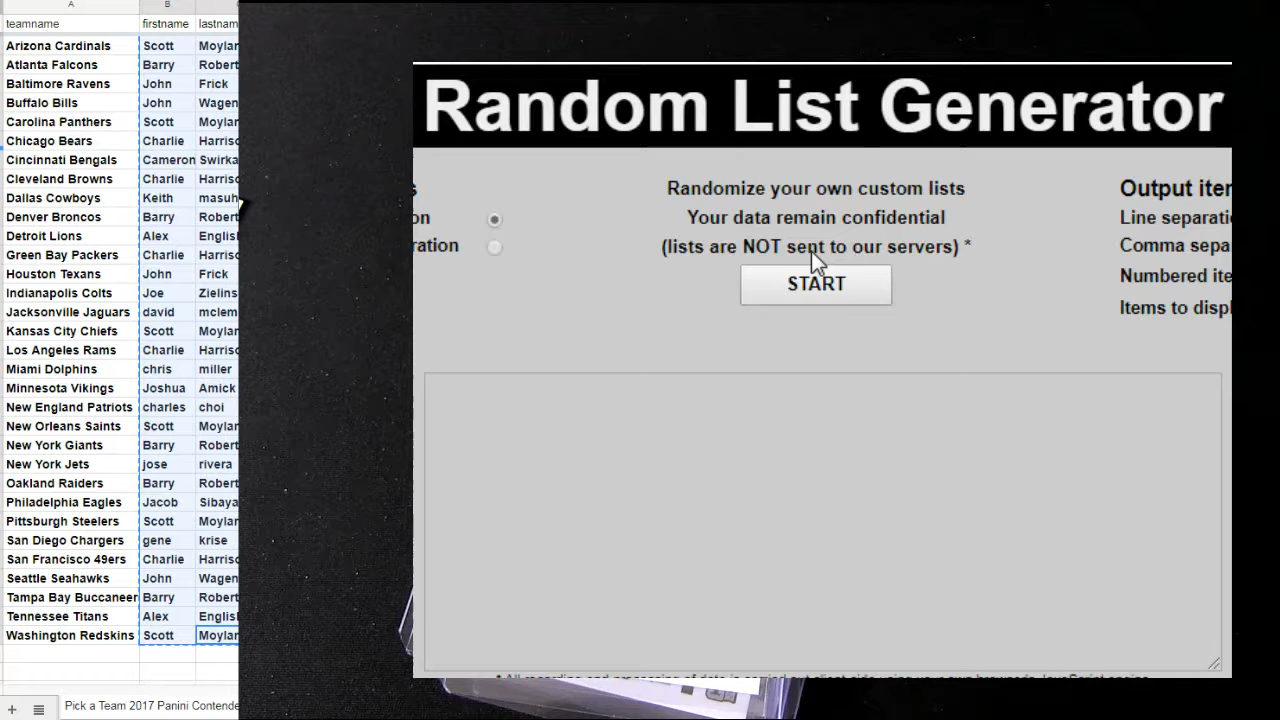 A B
teamname firstname lastnam
Arizona Cardinals Scott Moylar
Atlanta Falcons Barry Robert
Baltimore Ravens John Frick
Buffalo Bills John Wagen
Carolina Panthers Scott Moylar
Chicago Bears Charlie Harriso
Cincinnati Bengals Cameron Swirka
Cleveland Browns Charlie Harriso
Dallas Cowboys Keith masuh
Denver Broncos Barry Robert
Detroit Lions Alex English
Green Bay Packers Charlie Harriso
Houston Texans John Frick
Indianapolis Colts Joe Zielins
Jacksonville Jaguars david mclem
Kansas City Chiefs Scott Moylar
Los Angeles Rams Charlie Harriso
Miami Dolphins chris miller
Minnesota Vikings Joshua Amick
New England Patriots charles choi
New Orleans Saints Scott Moylar
New York Giants Barry Robert
New York Jets jose rivera
Oakland Raiders Barry Robert
Philadelphia Eagles Jacob Sibaya
Pittsburgh Steelers Scott Moylar
San Diego Chargers gene krise
San Francisco 49ers Charlie Harriso
Seattle Seahawks John Wagen
Tampa Bay Buccaneer Barry Robert
Tennessee Titans Alex English
Washington Redskins Scott Moylar
Pick a Team 2017 Panini Contende
Random List Generator
s Randomize your own custom lists Output iter
on Your data remain confidential Line separati
ration (lists are NOT sent to our servers) * Comma sepa
START Numbered ite
Items to displ